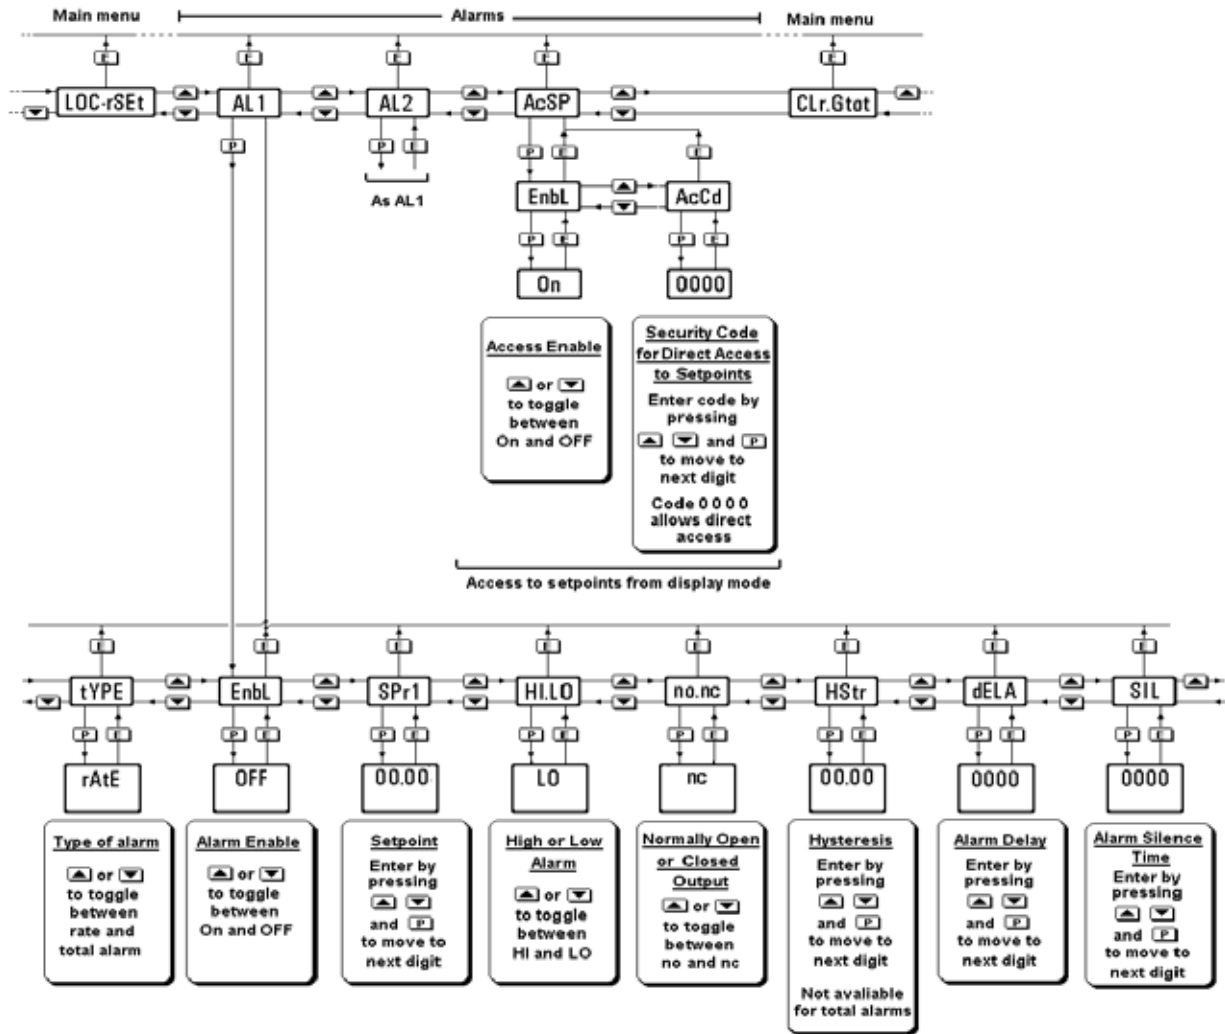 Main menu
Alarms
Main menu
E E E E E
LOC-rSEt AL1 AL2 AcSP CLr.Gtot
P P E P E E
As AL1
EnbL AcCd
P E P E
On 0000
Access Enable
or
to toggle
between
On and OFF
Security Code
for Direct Access
to Setpoints
Enter code by
pressing
and P
to move to
next digit
Code 0 0 0 0
allows direct
access
Access to setpoints from display mode
E E E E E E E E
tYPE EnbL SPr1 HI.LO no.nc HStr dELA SIL
P E P E P E P E P E P E P E P E
rAtE OFF 00.00 LO nc 00.00 0000 0000
Type of alarm
or
to toggle
between
rate and
total alarm
Alarm Enable
or
to toggle
between
On and OFF
Setpoint
Enter by
pressing
and P
to move to
next digit
High or Low
Alarm
or
to toggle
between
HI and LO
Normally Open
or Closed
Output
or
to toggle
between
no and nc
Hysteresis
Enter by
pressing
and P
to move to
next digit
Not avaliable
for total alarms
Alarm Delay
Enter by
pressing
and P
to move to
next digit
Alarm Silence
Time
Enter by
pressing
and P
to move to
next digit